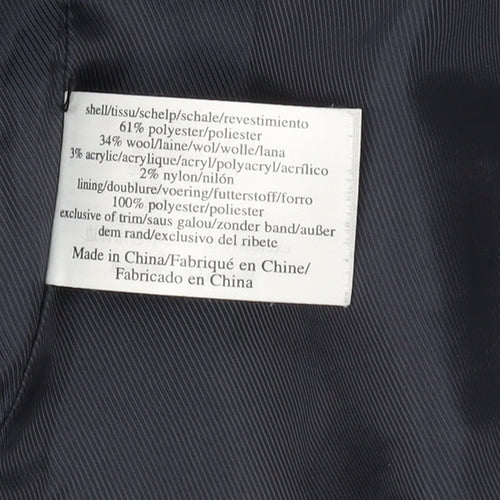 shell/tissu/schelp/schale/revestimiento
61% polyester/poliester
34% wool/laine/wol/wolle/lana
3% acrylic/acrylique/acryl/polyacryl/acrílico
2% nylon/nilón
lining/doublure/voering/futterstoff/forro
100% polyester/poliester
exclusive of trim/saus galou/zonder band/außer
dem rand/exclusivo del ribete
Made in China/Fabriqué en Chine/
Fabricado en China